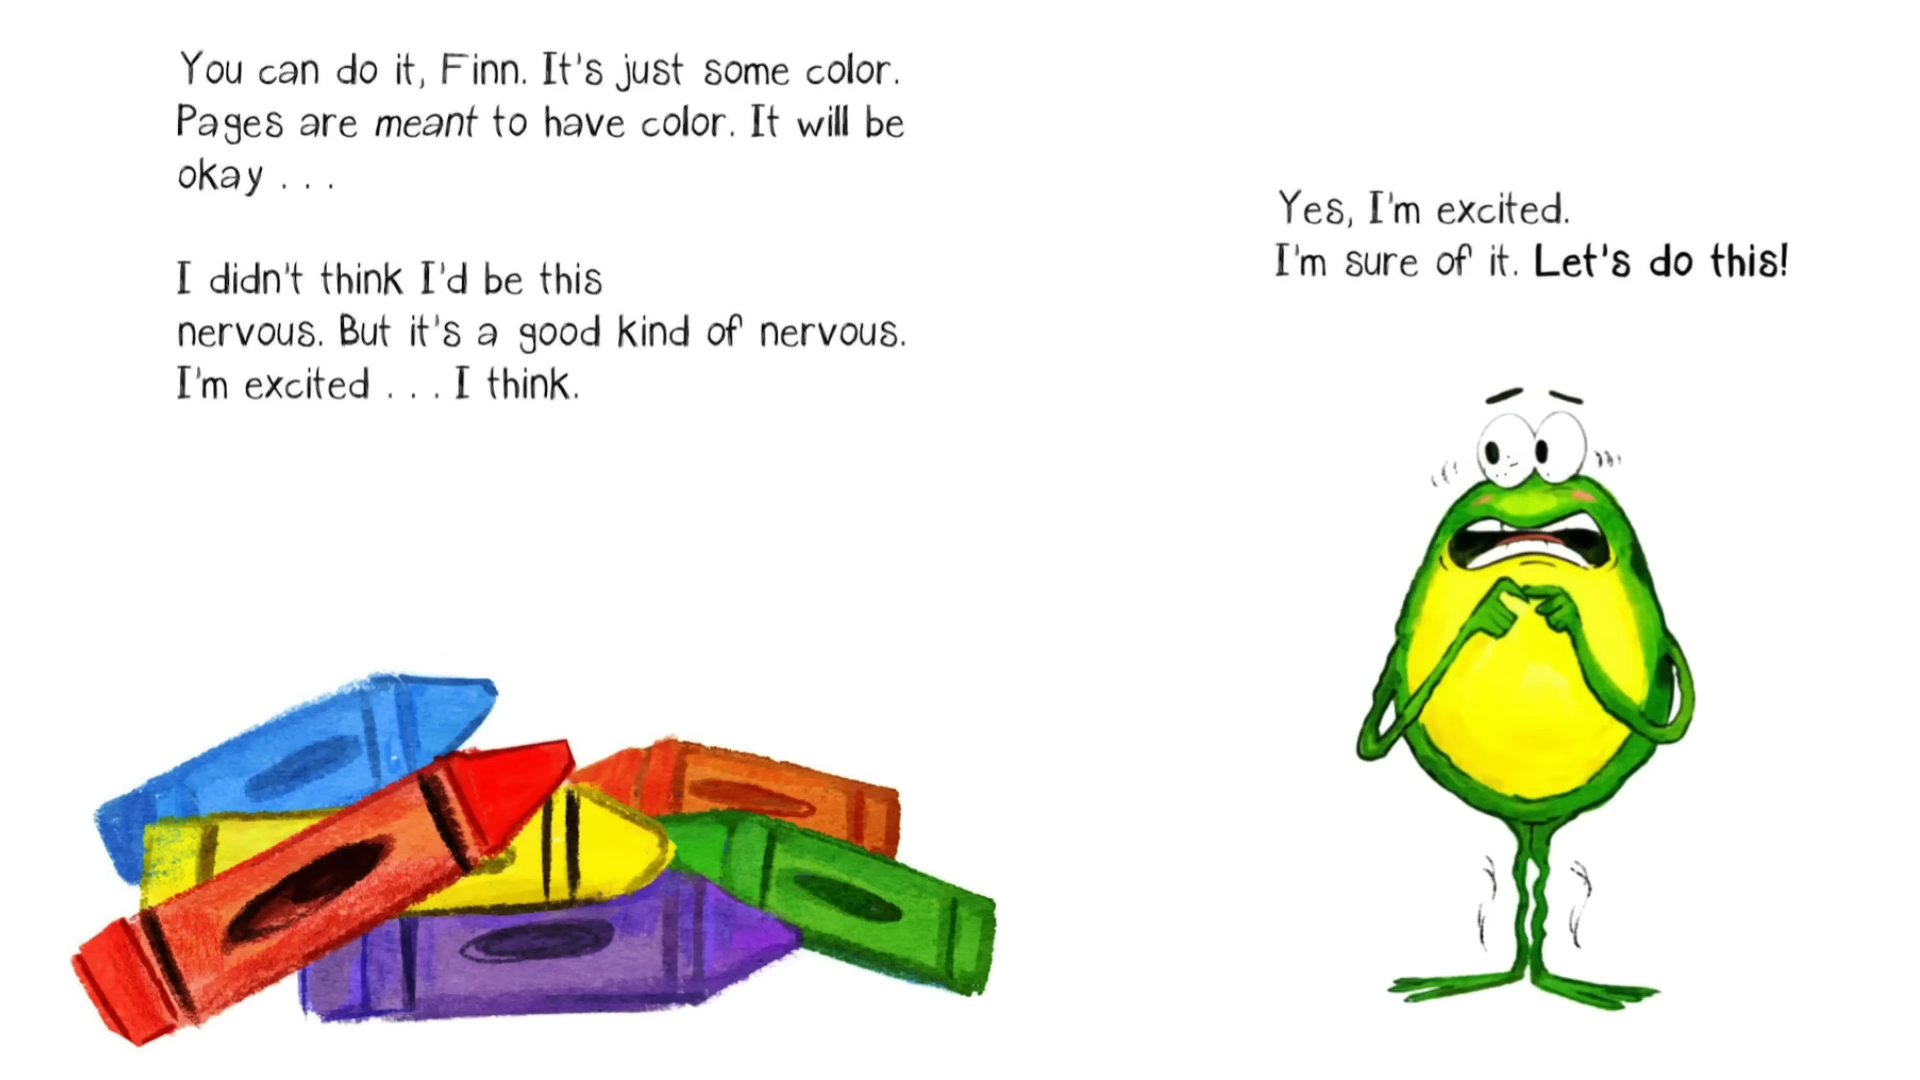 You can do it, Finn. It's just some color.
Pages are meant to have color. It will be
okay . . .
I didn't think I'd be this
nervous. But it's a good kind of nervous.
I'm excited . . . I think.
Yes, I'm excited.
I'm sure of it. Let's do this!